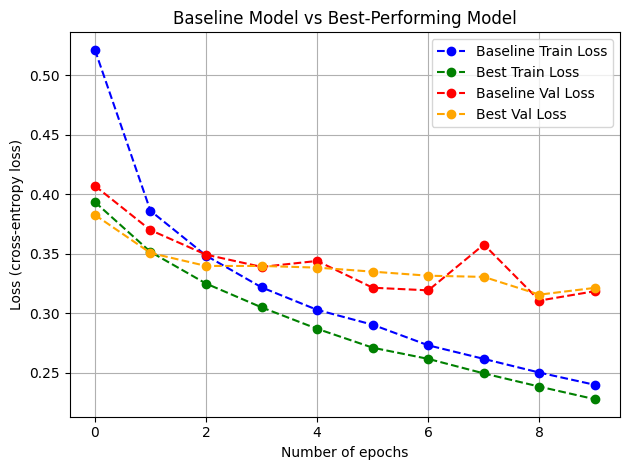 Baseline Model vs Best-Performing Model
Baseline Train Loss
Best Train Loss
Baseline Val Loss
Best Val Loss
Loss (cross-entropy loss)
0.50
0.45
0.40
0.35
0.30
0.25
0 2 4 6 8
Number of epochs